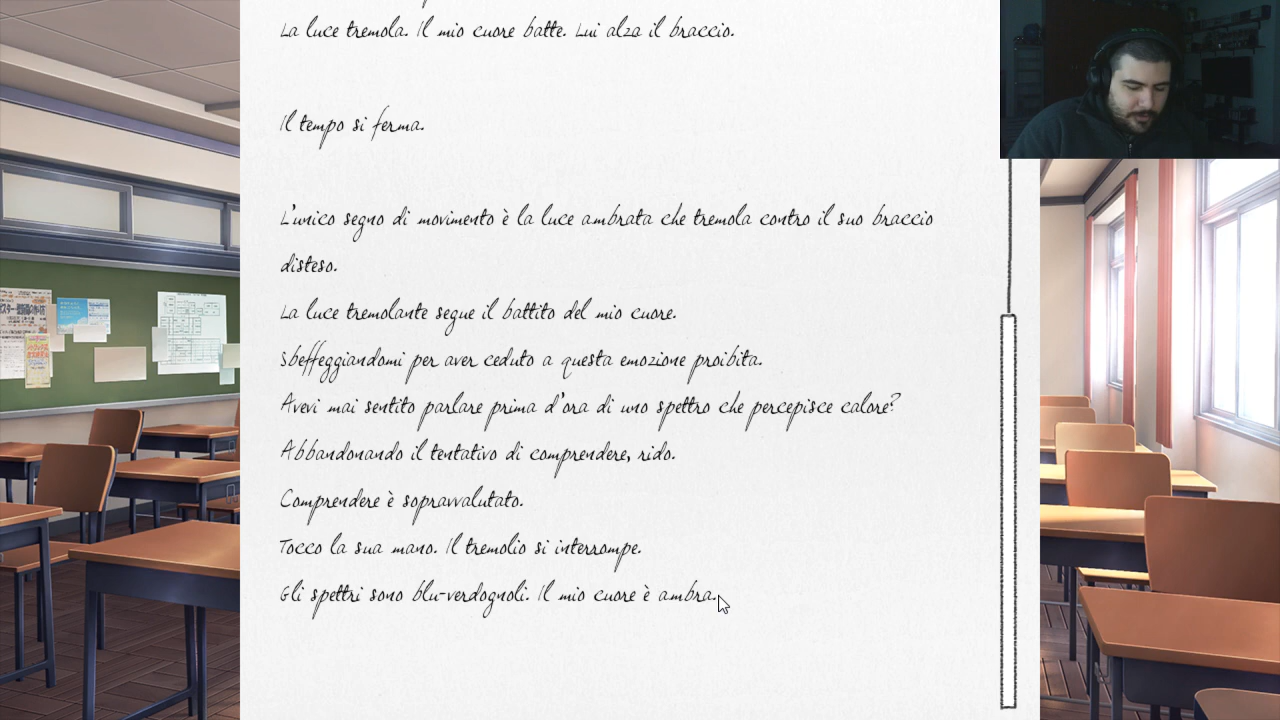 La luce tremola. Il mio cuore batte. Lui alza il braccio.
Il tempo si ferma.
L'unico segno di movimento è la luce ambrata che tremola contro il suo braccio
disteso.
La luce tremolante segue il battito del mio cuore.
Sbeffeggiandomi per aver ceduto a questa emozione proibita.
Avevi mai sentito parlare prima d'ora di uno spettro che percepisce calore?
Abbandonando il tentativo di comprendere, rido.
Comprendere è sopravvalutato.
Tocco la sua mano. Il tremolio si interrompe.
Gli spettri sono blu-verdognoli. Il mio cuore è ambra.